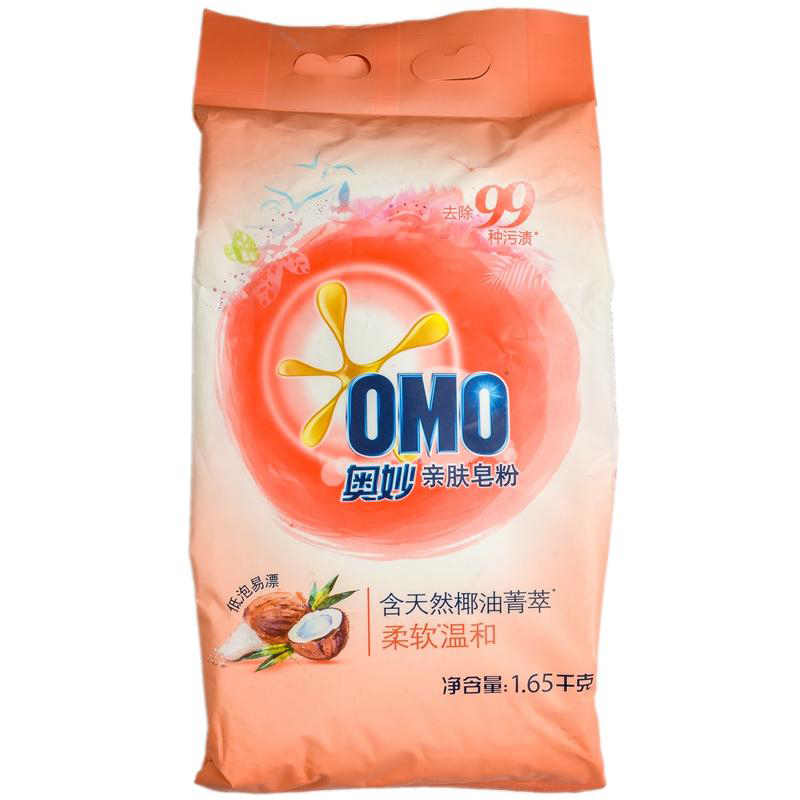 去除99
种污渍*
OMO
奥妙 亲肤皂粉
低泡易漂
含天然椰油菁萃*
柔软*温和
净含量:1.65千克